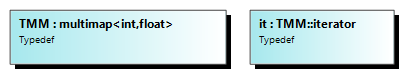 TMM : multimap<int,float>
Typedef
it : TMM::iterator
Typedef